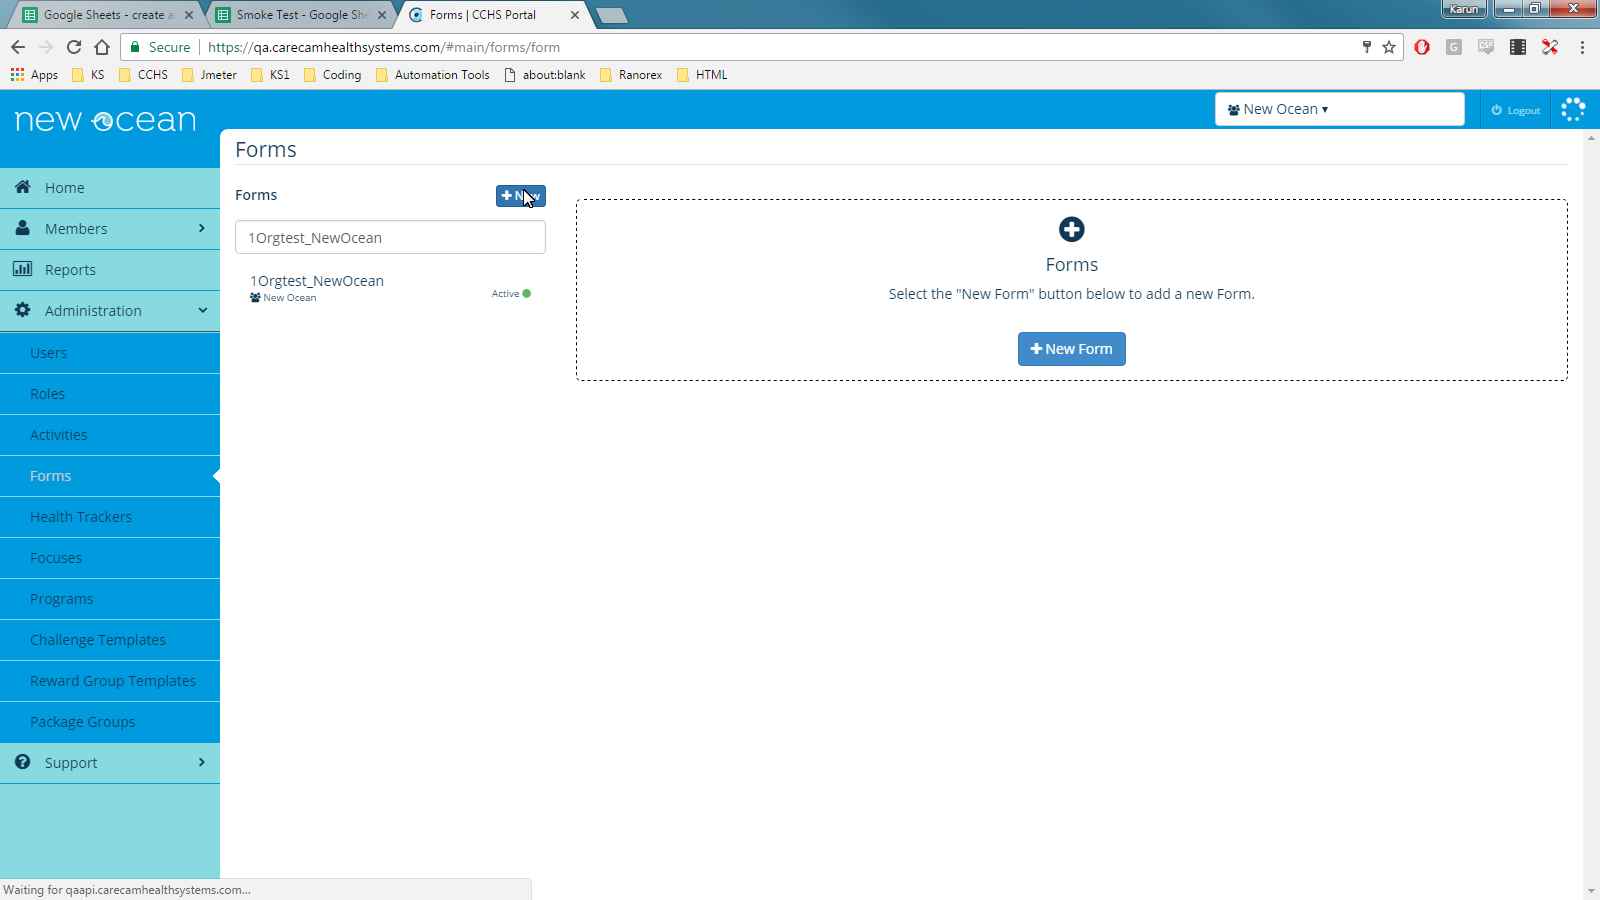 Google Sheets - create a
Smoke Test - Google She
Forms | CCHS Portal
Karun
Secure
https://qa.carecamhealthsystems.com/#main/forms/form
Apps
KS
CCHS
Jmeter
KS1
Coding
Automation Tools
about:blank
Ranorex
HTML
new ocean
New Ocean
Logout
Home
Members
Reports
Administration
Users
Roles
Activities
Forms
Health Trackers
Focuses
Programs
Challenge Templates
Reward Group Templates
Package Groups
Support
Forms
Forms
New
1Orgtest_NewOcean
1Orgtest_NewOcean
New Ocean
Active
Forms
Select the "New Form" button below to add a new Form.
New Form
Waiting for qaapi.carecamhealthsystems.com...